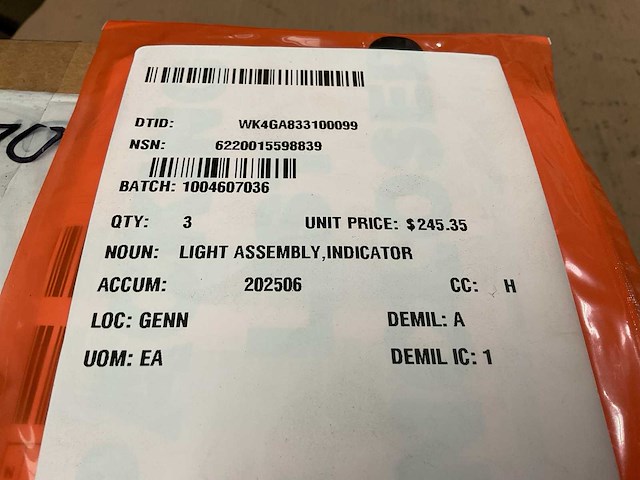 DTID: WK4GA833100099
NSN: 6220015598839
BATCH: 1004607036
QTY: 3 UNIT PRICE: $245.35
NOUN: LIGHT ASSEMBLY,INDICATOR
ACCUM: 202506 CC: H
LOC: GENN DEMIL: A
UOM: EA DEMIL IC: 1